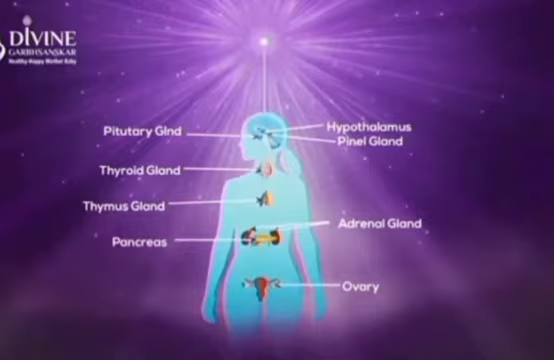 DIVINE
GARBHSANSKAR
Healthy-Happy Mother Baby
Pitutary Glnd
Hypothalamus
Pinel Gland
Thyroid Gland
Thymus Gland
Adrenal Gland
Pancreas
Ovary